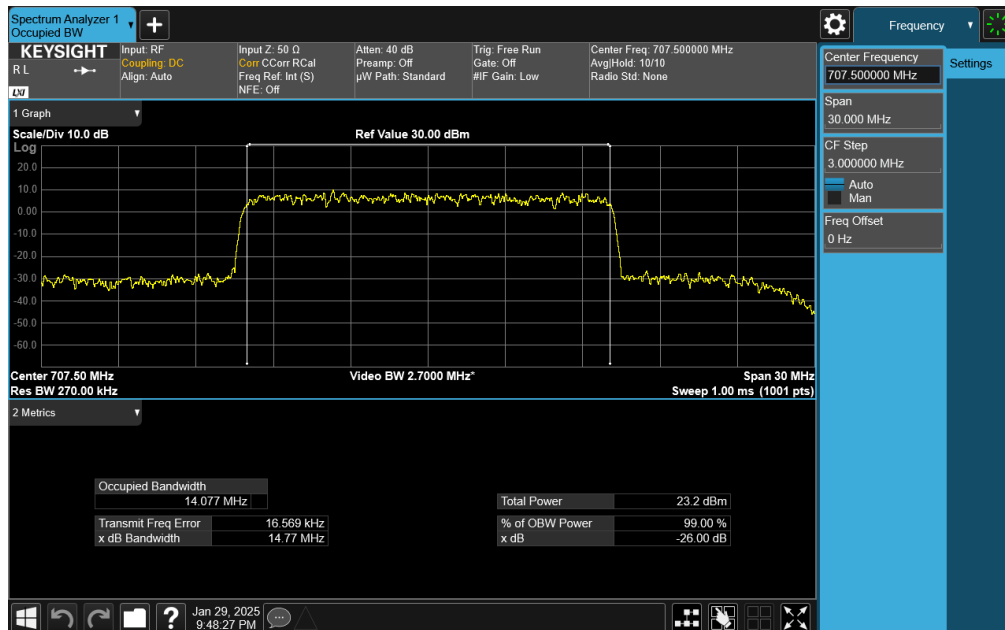 Spectrum Analyzer 1
Occupied BW
Frequency
KEYSIGHT
R L
LXI
Input: RF
Coupling: DC
Align: Auto
Input Z: 50 Ω
Corr CCorr RCal
Freq Ref: Int (S)
NFE: Off
Atten: 40 dB
Preamp: Off
µW Path: Standard
Trig: Free Run
Gate: Off
#IF Gain: Low
Center Freq: 707.500000 MHz
Avg|Hold: 10/10
Radio Std: None
Center Frequency
707.500000 MHz
Settings
Span
30.000 MHz
CF Step
3.000000 MHz
Auto
Man
Freq Offset
0 Hz
1 Graph
Scale/Div 10.0 dB
Ref Value 30.00 dBm
Log
20.0
10.0
0.00
-10.0
-20.0
-30.0
-40.0
-50.0
-60.0
Center 707.50 MHz
Video BW 2.7000 MHz*
Span 30 MHz
Res BW 270.00 kHz
Sweep 1.00 ms (1001 pts)
2 Metrics
Occupied Bandwidth
14.077 MHz
Total Power 23.2 dBm
Transmit Freq Error 16.569 kHz
% of OBW Power 99.00 %
x dB Bandwidth 14.77 MHz
x dB -26.00 dB
?
Jan 29, 2025
9:48:27 PM